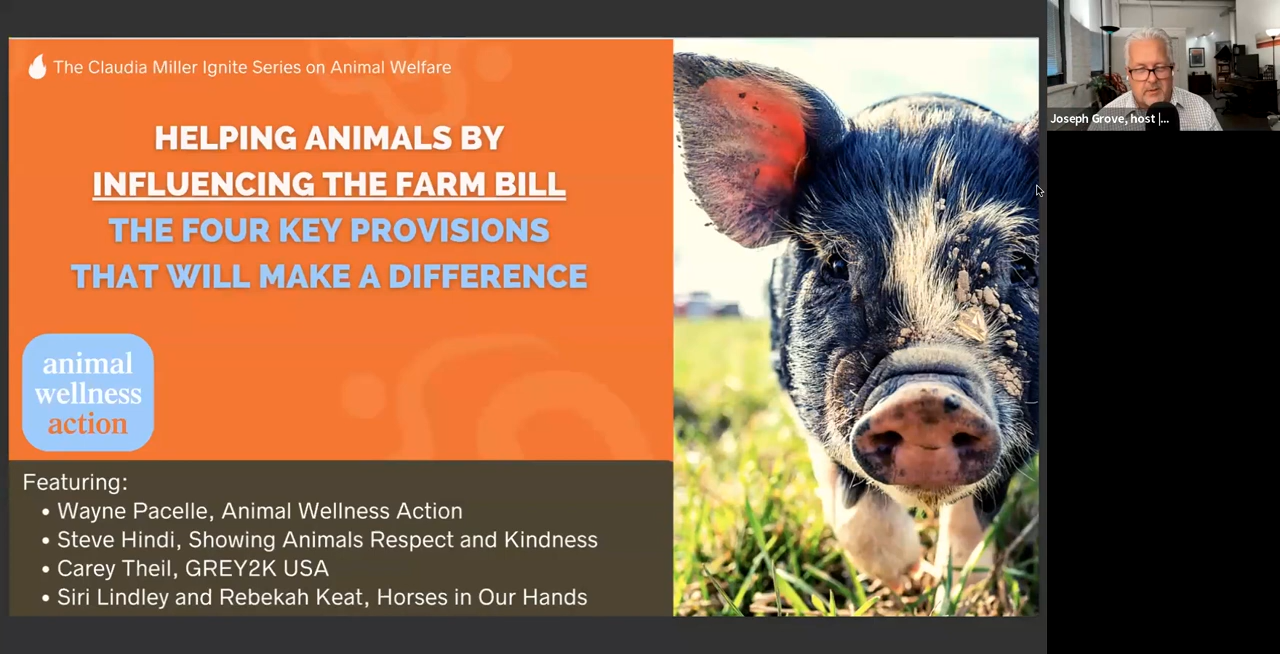 The Claudia Miller Ignite Series on Animal Welfare
HELPING ANIMALS BY
INFLUENCING THE FARM BILL
THE FOUR KEY PROVISIONS
THAT WILL MAKE A DIFFERENCE
animal
wellness
action
Featuring:
• Wayne Pacelle, Animal Wellness Action
• Steve Hindi, Showing Animals Respect and Kindness
• Carey Theil, GREY2K USA
• Siri Lindley and Rebekah Keat, Horses in Our Hands
Joseph Grove, host |...